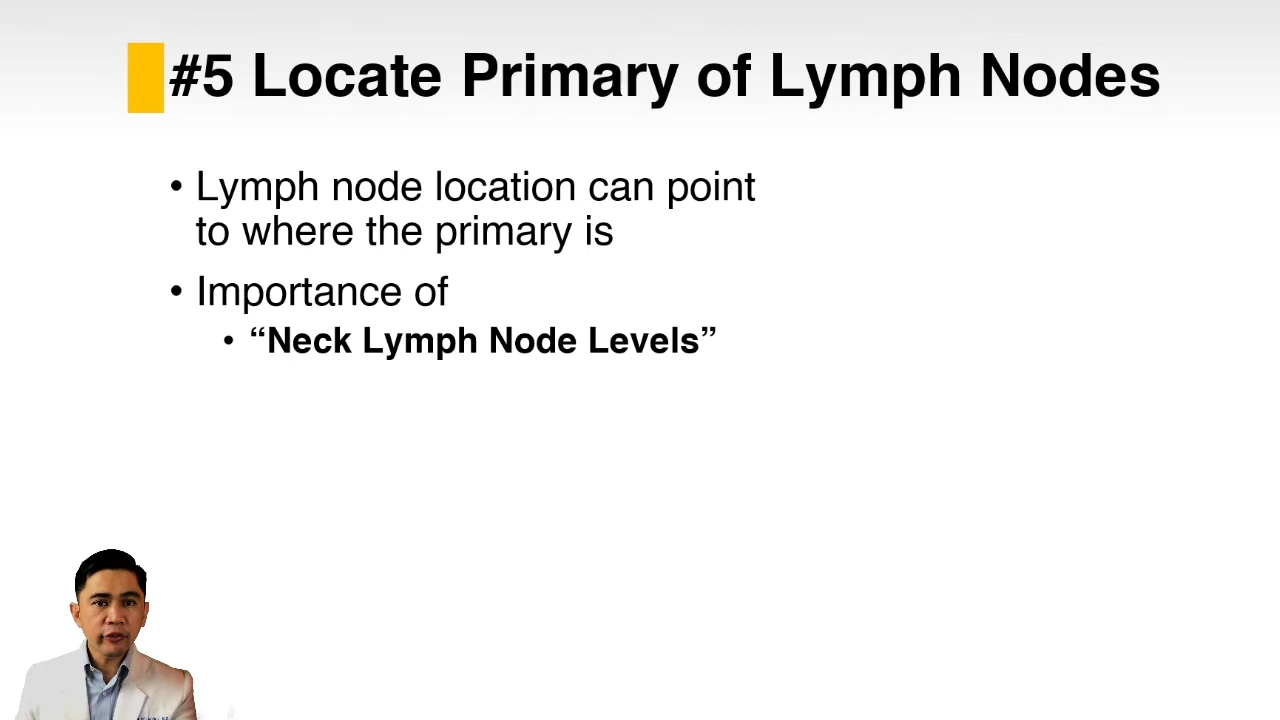 #5 Locate Primary of Lymph Nodes
• Lymph node location can point
to where the primary is
• Importance of
• “Neck Lymph Node Levels”